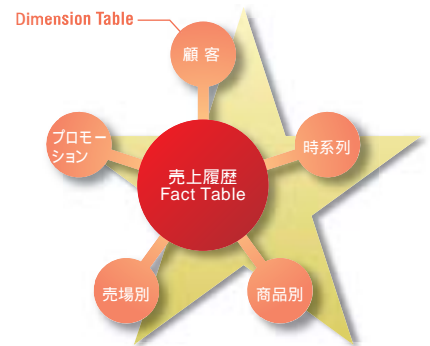 Dimension Table
顧 客
プロモー
ション
時系列
売上履歴
Fact Table
売場別
商品別